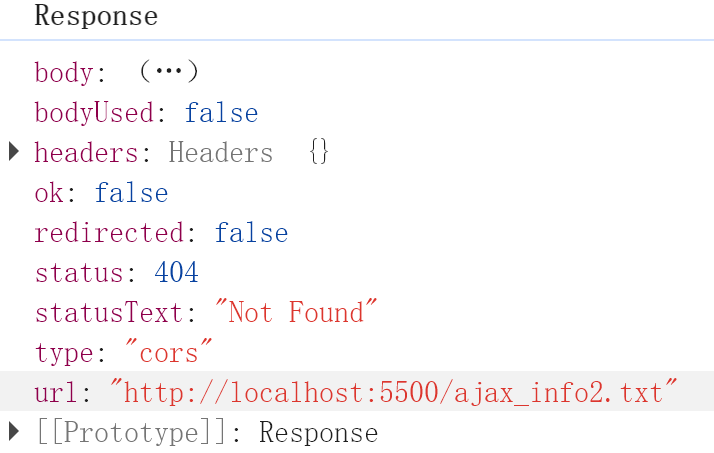 Response
body: (...)
bodyUsed: false
headers: Headers {}
ok: false
redirected: false
status: 404
statusText: "Not Found"
type: "cors"
url: "http://localhost:5500/ajax_info2.txt"
[[Prototype]]: Response